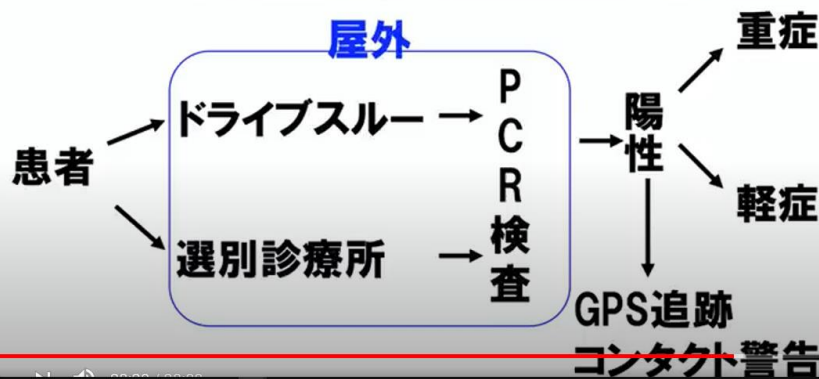 屋外
重症
ドライブスルー
PCR検査
陽性
患者
軽症
選別診療所
GPS追跡
コンタクト警告